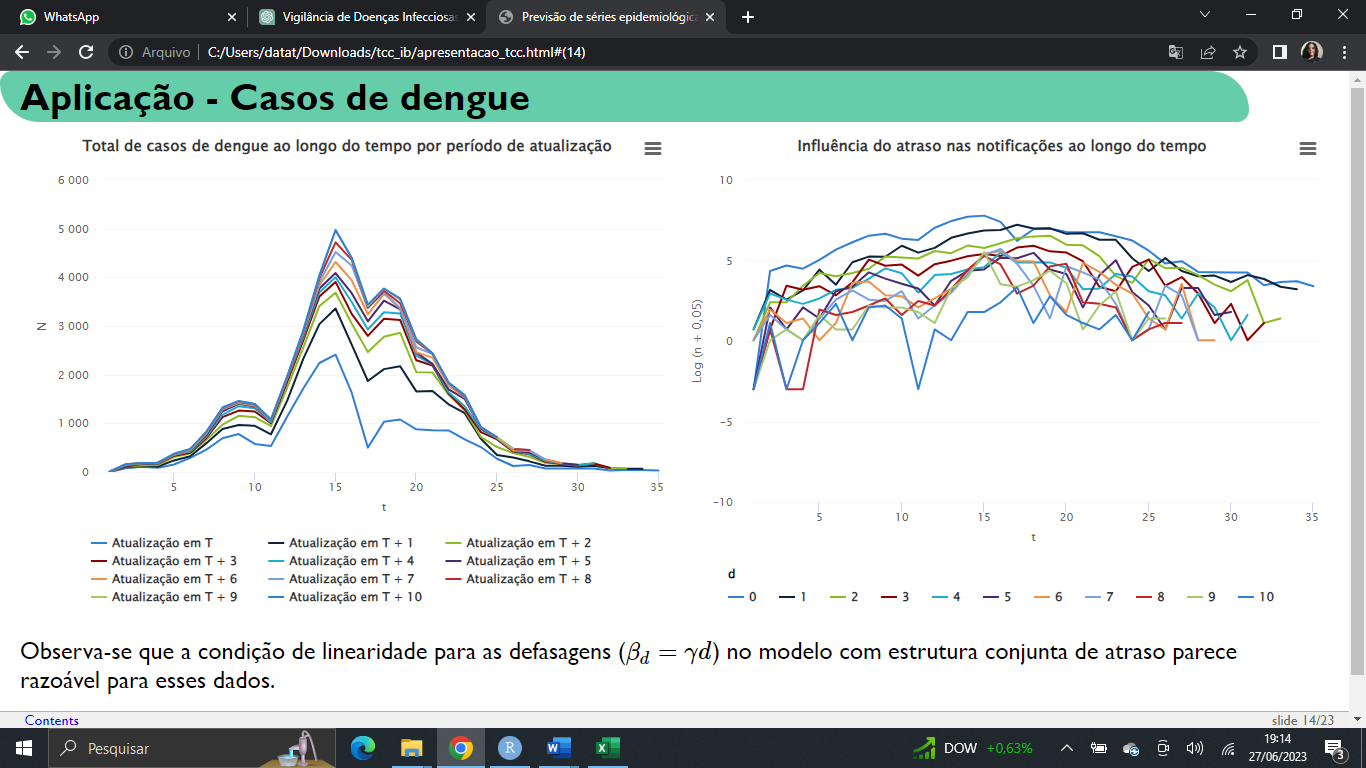 WhatsApp
Vigilância de Doenças Infecciosas
Previsão de séries epidemiológica
Arquivo
C:/Users/datat/Downloads/tcc_ib/apresentacao_tcc.html#(14)
Aplicação - Casos de dengue
Total de casos de dengue ao longo do tempo por período de atualização
6 000
5 000
4 000
3 000
2 000
1 000
0
N
5 10 15 20 25 30 35
t
Atualização em T Atualização em T + 1 Atualização em T + 2
Atualização em T + 3 Atualização em T + 4 Atualização em T + 5
Atualização em T + 6 Atualização em T + 7 Atualização em T + 8
Atualização em T + 9 Atualização em T + 10
Influência do atraso nas notificações ao longo do tempo
10
5
0
−5
−10
Log (n + 0,05)
5 10 15 20 25 30 35
t
d
0 1 2 3 4 5 6 7 8 9 10
Observa-se que a condição de linearidade para as defasagens (βd = γd) no modelo com estrutura conjunta de atraso parece
razoável para esses dados.
Contents
slide 14/23
Pesquisar
DOW +0,63%
19:14
27/06/2023
3